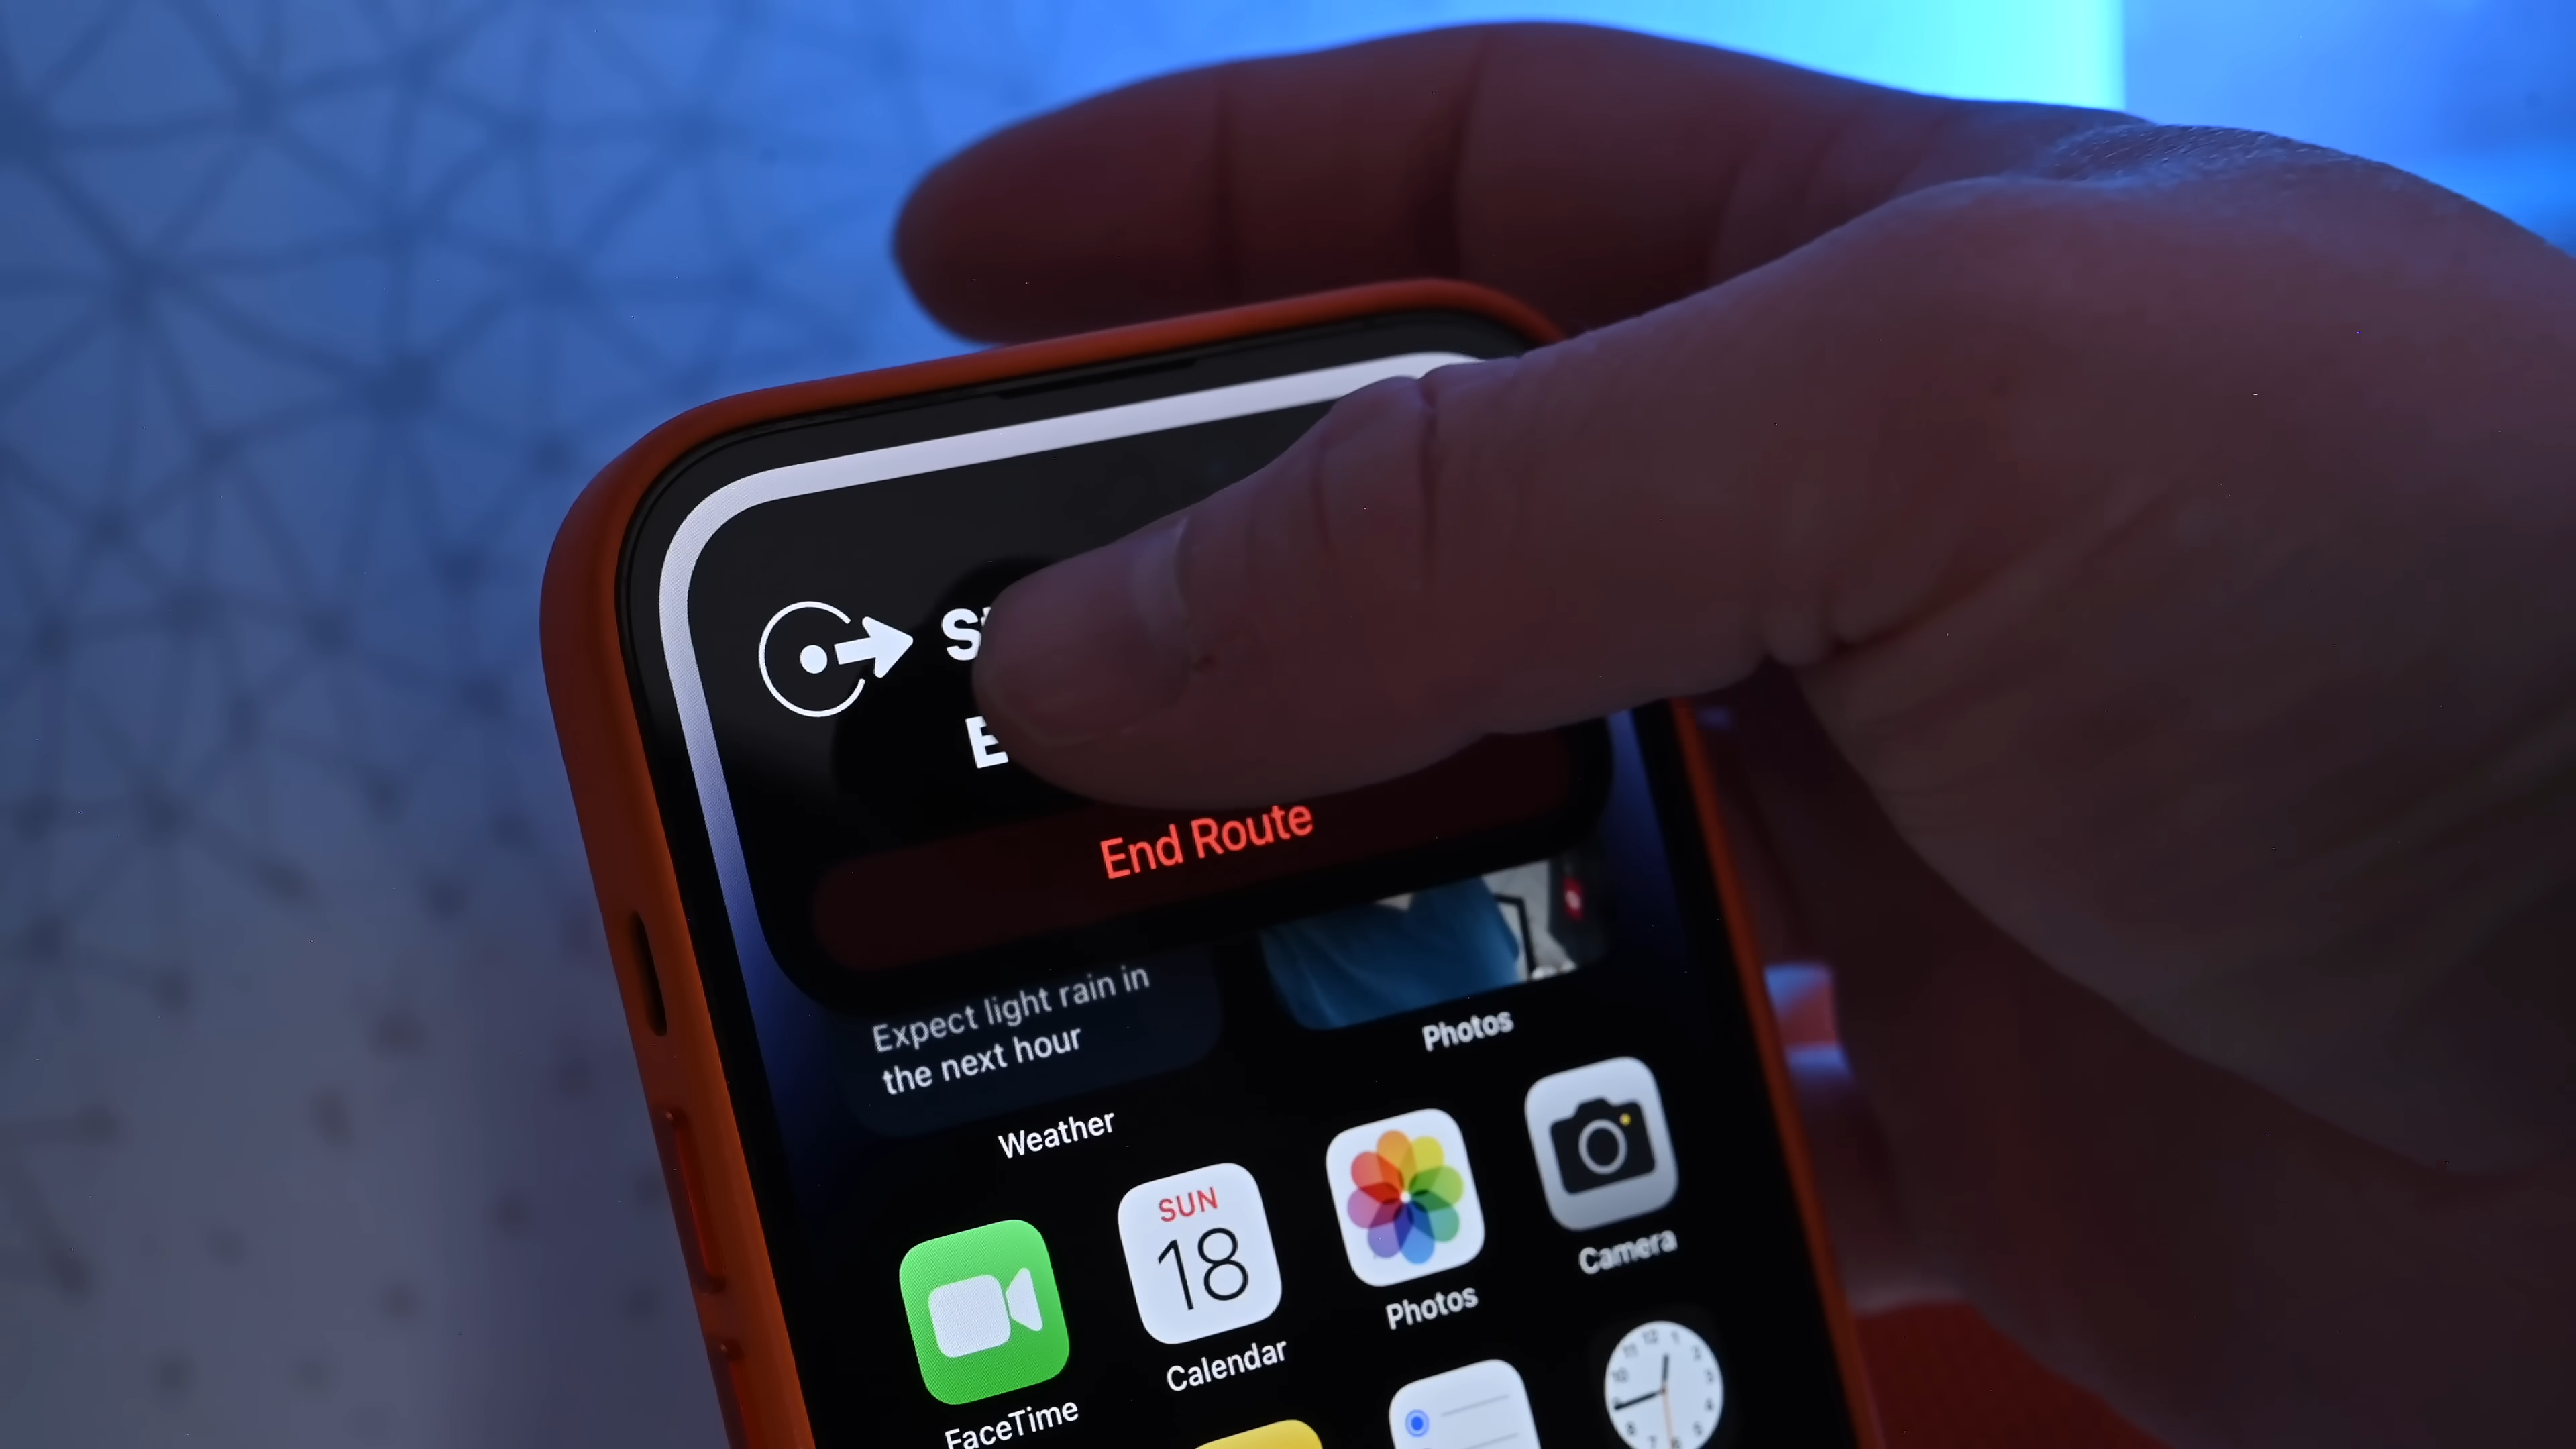 End Route
Expect light rain in
the next hour
Weather
Photos
SUN
18
FaceTime
Calendar
Photos
Camera